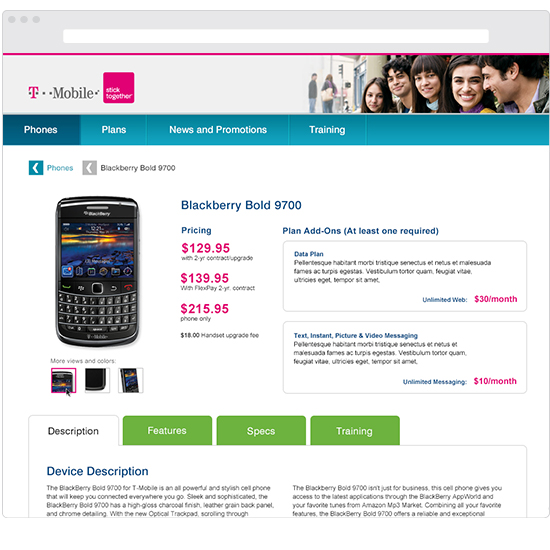 T··Mobile·
stick
together
Phones Plans News and Promotions Training
Phones Blackberry Bold 9700
Blackberry Bold 9700
Pricing
$129.95
with 2-yr contract/upgrade
$139.95
With FlexPay 2-yr. contract
$215.95
phone only
$18.00 Handset upgrade fee
Plan Add-Ons (At least one required)
Data Plan
Pellentesque habitant morbi tristique senectus et netus et malesuada
fames ac turpis egestas. Vestibulum tortor quam, feugiat vitae,
ultricies eget, tempor sit amet,
Unlimited Web: $30/month
Text, Instant, Picture & Video Messaging
Pellentesque habitant morbi tristique senectus et netus et
malesuada fames ac turpis egestas. Vestibulum tortor quam,
feugiat vitae.
Unlimited Messaging: $10/month
BlackBerry
T··Mobile·
More views and colors:
Description Features Specs Training
Device Description
The BlackBerry Bold 9700 for T-Mobile is an all powerful and stylish cell phone
that will keep you connected everywhere you go. Sleek and sophisticated, the
BlackBerry Bold 9700 has a high-gloss charcoal finish, leather grain back panel,
and chrome detailing. With the new Optical Trackpad, scrolling through
The Blackberry Bold 9700 isn't just for business, this cell phone gives you
access to the latest applications through the BlackBerry AppWorld and
your favorite tunes from Amazon Mp3 Market. Combining all your favorite
features, the BlackBerry Bold 9700 offers a reliable and exceptional